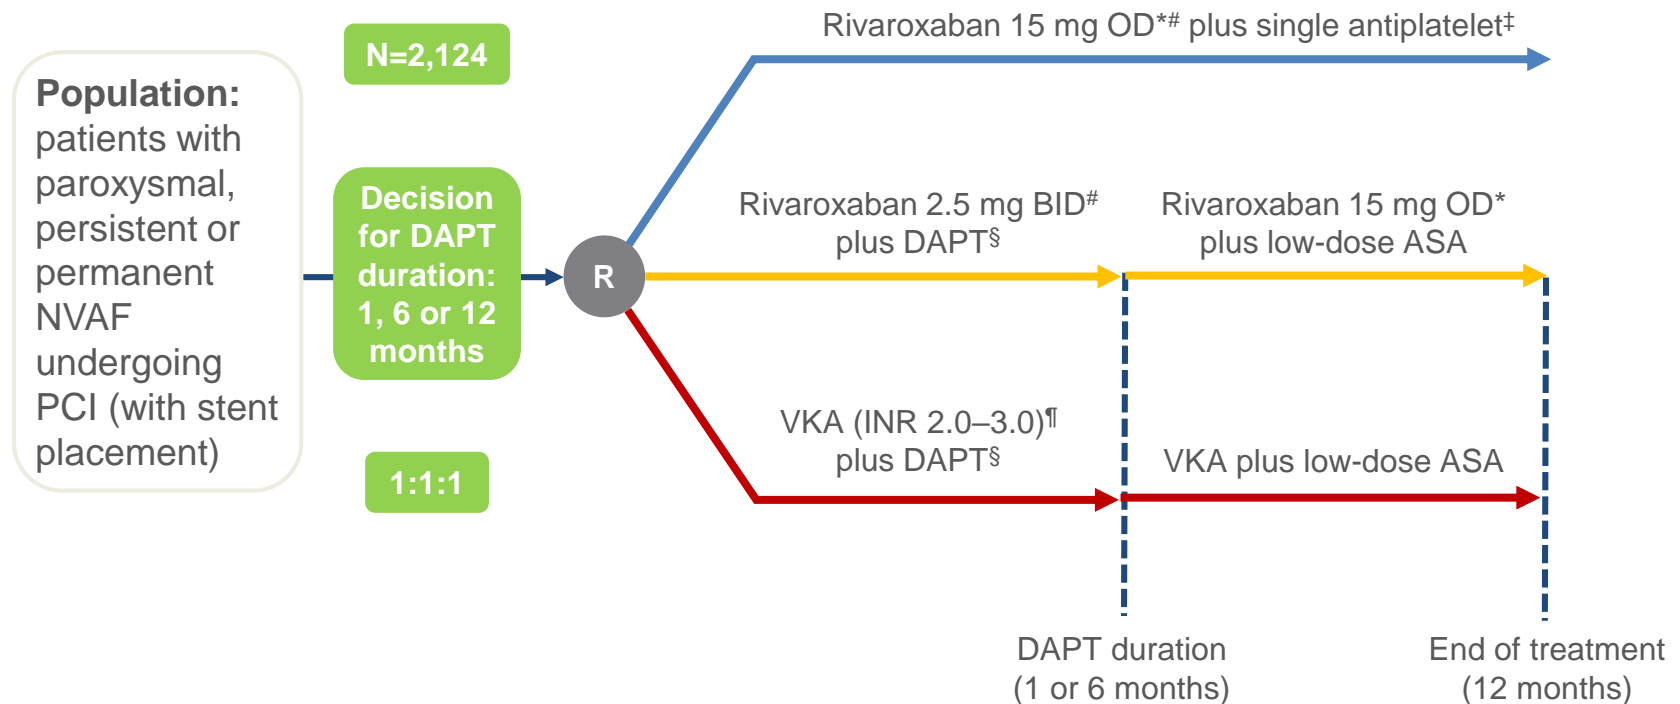 Population:
patients with
paroxysmal,
persistent or
permanent
NVAF
undergoing
PCI (with stent
placement)
N=2,124
Decision
for DAPT
duration:
1, 6 or 12
months
1:1:1
R
Rivaroxaban 15 mg OD*# plus single antiplatelet‡
Rivaroxaban 2.5 mg BID#
plus DAPT§
Rivaroxaban 15 mg OD*
plus low-dose ASA
VKA (INR 2.0–3.0)¶
plus DAPT§
VKA plus low-dose ASA
DAPT duration
(1 or 6 months)
End of treatment
(12 months)